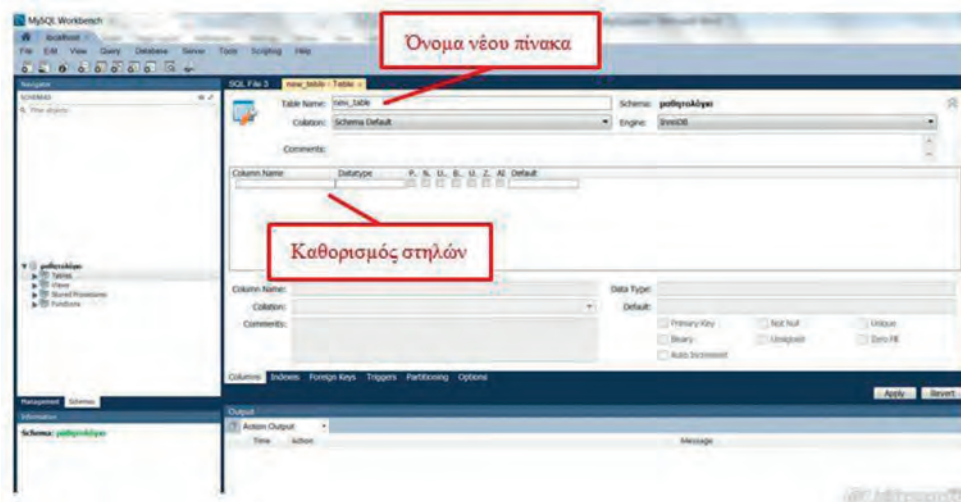 MySQL Workbench
localhost
File Edit View Query Database Server Tools Scripting Help
Όνομα νέου πίνακα
Navigator
SCHEMAS
Filter objects
SQL File 3 new_table - Table
Table Name: new_table Schema: μαθητολόγιο
Collation: Schema Default Engine: InnoDB
Comments:
Column Name Datatype P.. N.. U.. B.. U.. Z.. AI Default
Καθορισμός στηλών
μαθητολόγιο
Tables
Views
Stored Procedures
Functions
Column Name: Data Type:
Collation: Default:
Comments: Primary Key Not Null Unique
Binary Unsigned Zero Fill
Auto Increment
Columns Indexes Foreign Keys Triggers Partitioning Options
Apply Revert
Management Schemas
Information
Schema: μαθητολόγιο
Output
Action Output
Time Action Message